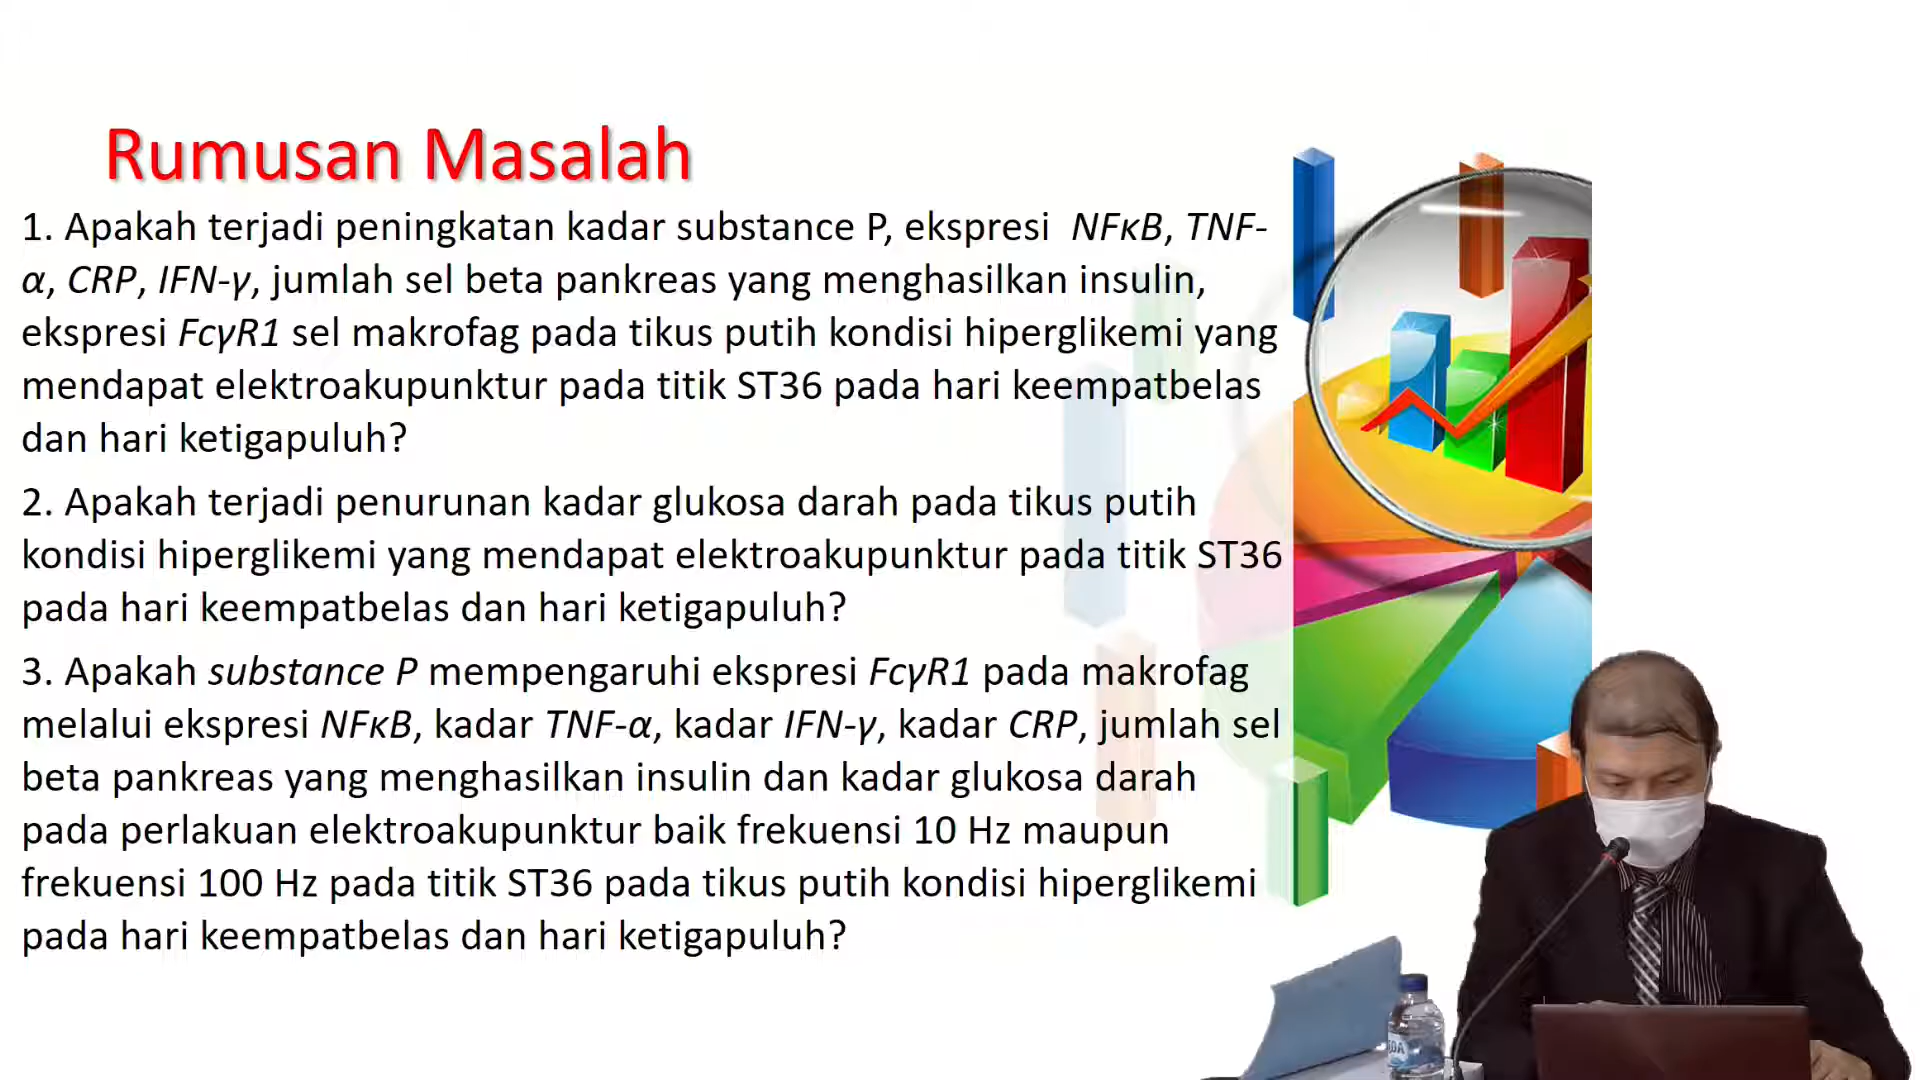 Rumusan Masalah
1. Apakah terjadi peningkatan kadar substance P, ekspresi NFκB, TNF-
α, CRP, IFN-γ, jumlah sel beta pankreas yang menghasilkan insulin,
ekspresi FcγR1 sel makrofag pada tikus putih kondisi hiperglikemi yang
mendapat elektroakupunktur pada titik ST36 pada hari keempatbelas
dan hari ketigapuluh?
2. Apakah terjadi penurunan kadar glukosa darah pada tikus putih
kondisi hiperglikemi yang mendapat elektroakupunktur pada titik ST36
pada hari keempatbelas dan hari ketigapuluh?
3. Apakah substance P mempengaruhi ekspresi FcγR1 pada makrofag
melalui ekspresi NFκB, kadar TNF-α, kadar IFN-γ, kadar CRP, jumlah sel
beta pankreas yang menghasilkan insulin dan kadar glukosa darah
pada perlakuan elektroakupunktur baik frekuensi 10 Hz maupun
frekuensi 100 Hz pada titik ST36 pada tikus putih kondisi hiperglikemi
pada hari keempatbelas dan hari ketigapuluh?